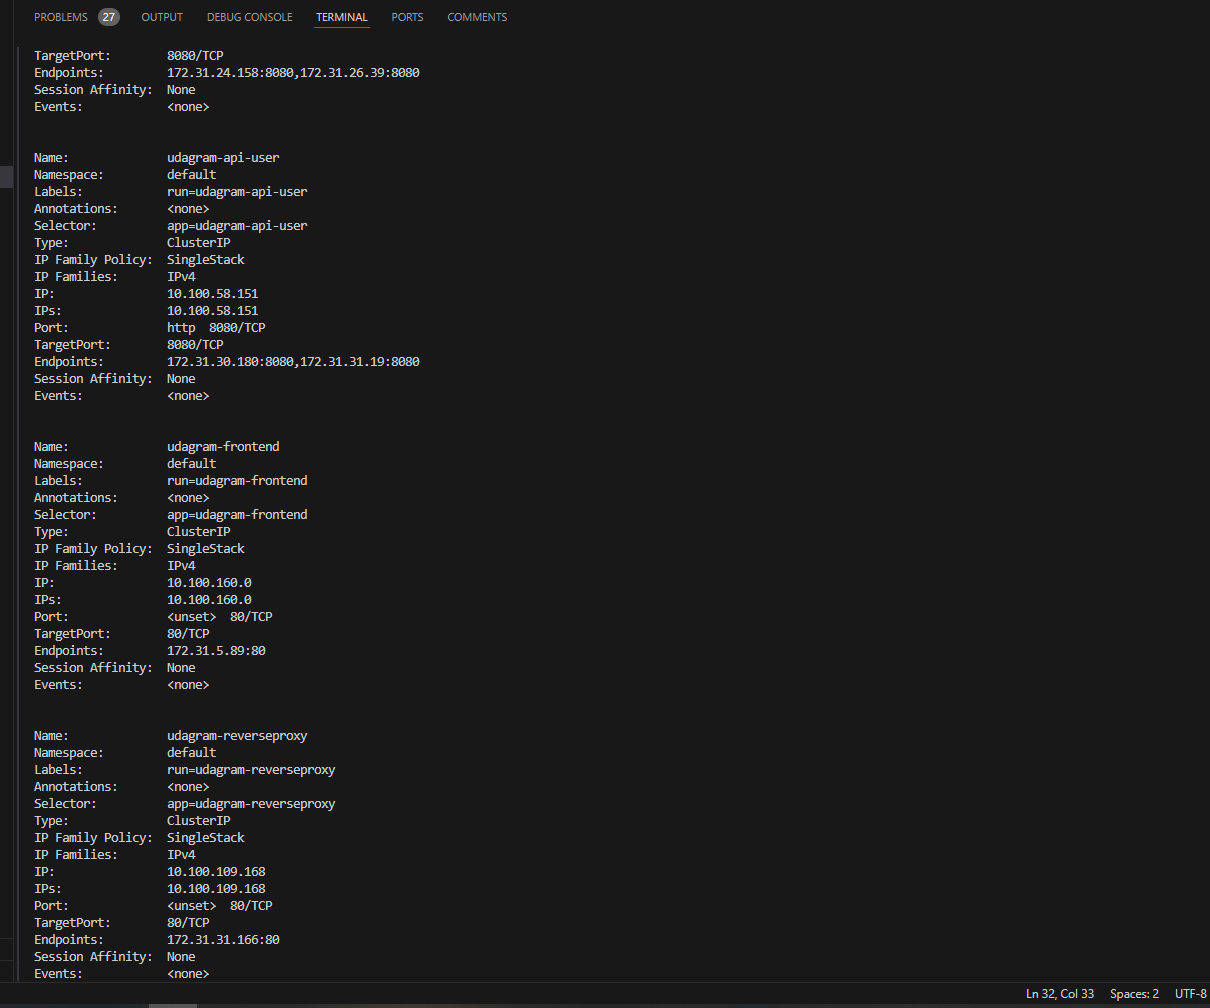 PROBLEMS 27 OUTPUT DEBUG CONSOLE TERMINAL PORTS COMMENTS
TargetPort: 8080/TCP
Endpoints: 172.31.24.158:8080,172.31.26.39:8080
Session Affinity: None
Events: <none>
Name: udagram-api-user
Namespace: default
Labels: run=udagram-api-user
Annotations: <none>
Selector: app=udagram-api-user
Type: ClusterIP
IP Family Policy: SingleStack
IP Families: IPv4
IP: 10.100.58.151
IPs: 10.100.58.151
Port: http 8080/TCP
TargetPort: 8080/TCP
Endpoints: 172.31.30.180:8080,172.31.31.19:8080
Session Affinity: None
Events: <none>
Name: udagram-frontend
Namespace: default
Labels: run=udagram-frontend
Annotations: <none>
Selector: app=udagram-frontend
Type: ClusterIP
IP Family Policy: SingleStack
IP Families: IPv4
IP: 10.100.160.0
IPs: 10.100.160.0
Port: <unset> 80/TCP
TargetPort: 80/TCP
Endpoints: 172.31.5.89:80
Session Affinity: None
Events: <none>
Name: udagram-reverseproxy
Namespace: default
Labels: run=udagram-reverseproxy
Annotations: <none>
Selector: app=udagram-reverseproxy
Type: ClusterIP
IP Family Policy: SingleStack
IP Families: IPv4
IP: 10.100.109.168
IPs: 10.100.109.168
Port: <unset> 80/TCP
TargetPort: 80/TCP
Endpoints: 172.31.31.166:80
Session Affinity: None
Events: <none>
Ln 32, Col 33 Spaces: 2 UTF-8